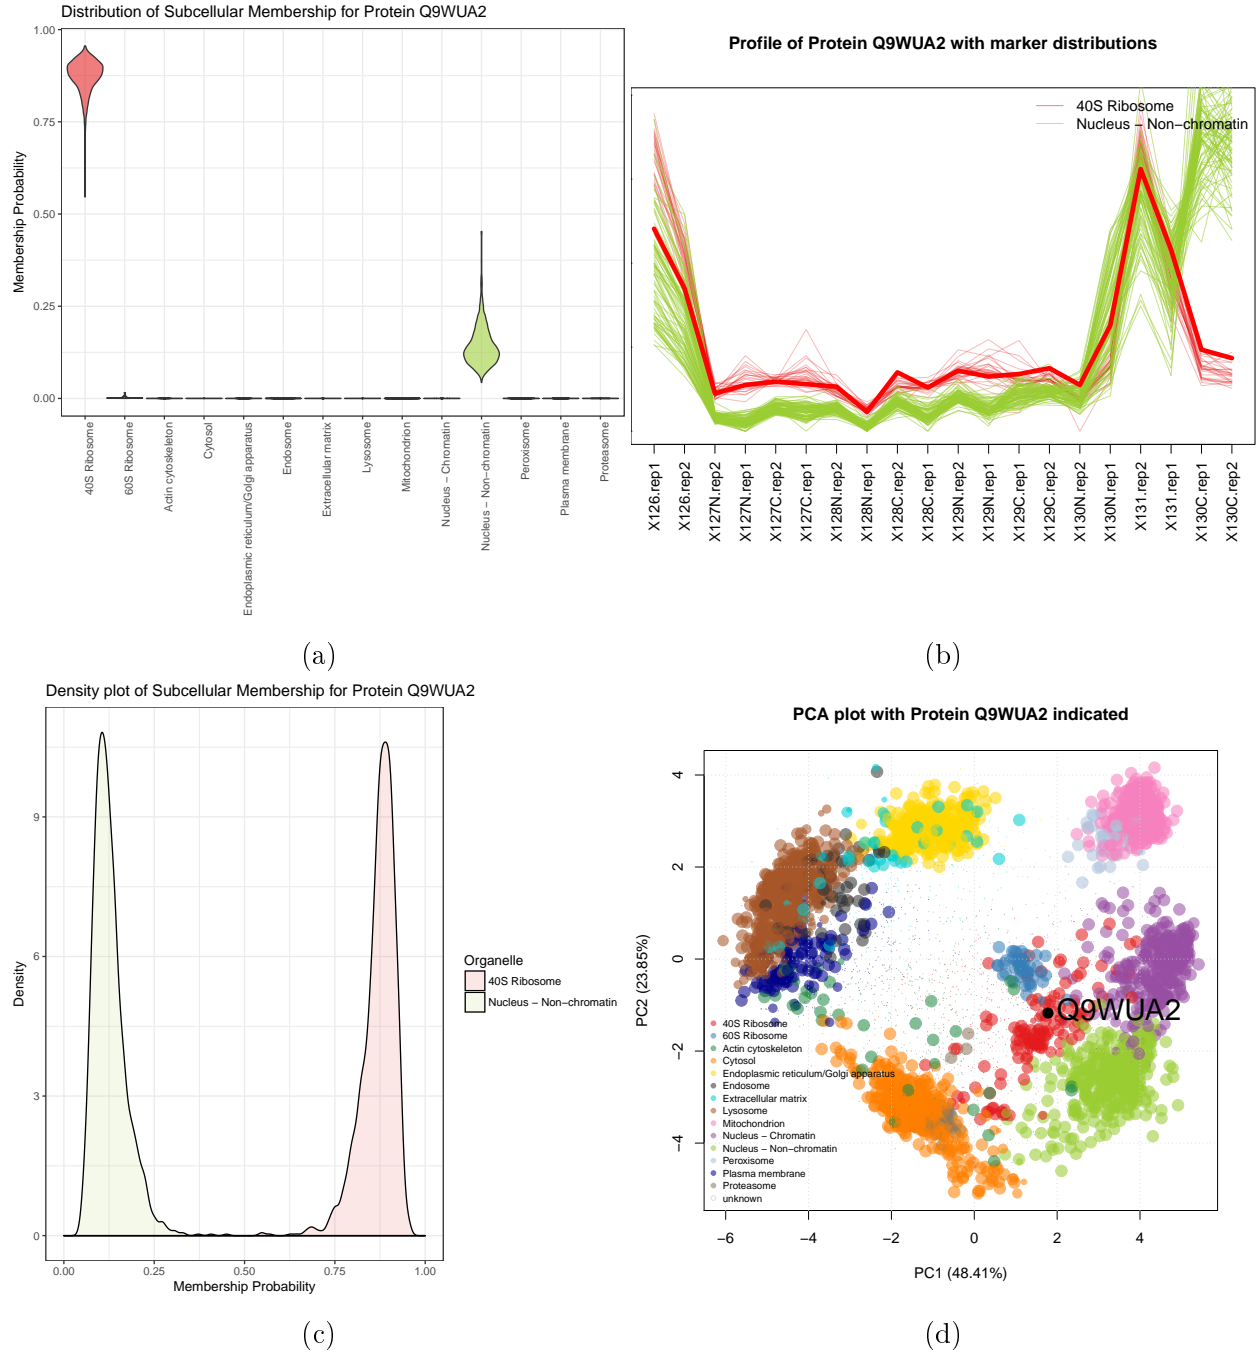 Distribution of Subcellular Membership for Protein Q9WUA2
1.00
0.75
0.50
0.25
0.00
Membership Probability
40S Ribosome
60S Ribosome
Actin cytoskeleton
Cytosol
Endoplasmic reticulum/Golgi apparatus
Endosome
Extracellular matrix
Lysosome
Mitochondrion
Nucleus − Chromatin
Nucleus − Non−chromatin
Peroxisome
Plasma membrane
Proteasome
(a)
Profile of Protein Q9WUA2 with marker distributions
40S Ribosome
Nucleus − Non−chromatin
X126.rep1
X126.rep2
X127N.rep2
X127N.rep1
X127C.rep2
X127C.rep1
X128N.rep2
X128N.rep1
X128C.rep2
X128C.rep1
X129N.rep2
X129N.rep1
X129C.rep1
X129C.rep2
X130N.rep2
X130N.rep1
X131.rep2
X131.rep1
X130C.rep1
X130C.rep2
(b)
Density plot of Subcellular Membership for Protein Q9WUA2
9
6
3
0
Density
0.00
0.25
0.50
0.75
1.00
Membership Probability
Organelle
40S Ribosome
Nucleus − Non−chromatin
(c)
PCA plot with Protein Q9WUA2 indicated
4
2
0
−2
−4
PC2 (23.85%)
Q9WUA2
40S Ribosome
60S Ribosome
Actin cytoskeleton
Cytosol
Endoplasmic reticulum/Golgi apparatus
Endosome
Extracellular matrix
Lysosome
Mitochondrion
Nucleus − Chromatin
Nucleus − Non−chromatin
Peroxisome
Plasma membrane
Proteasome
unknown
−6
−4
−2
0
2
4
PC1 (48.41%)
(d)